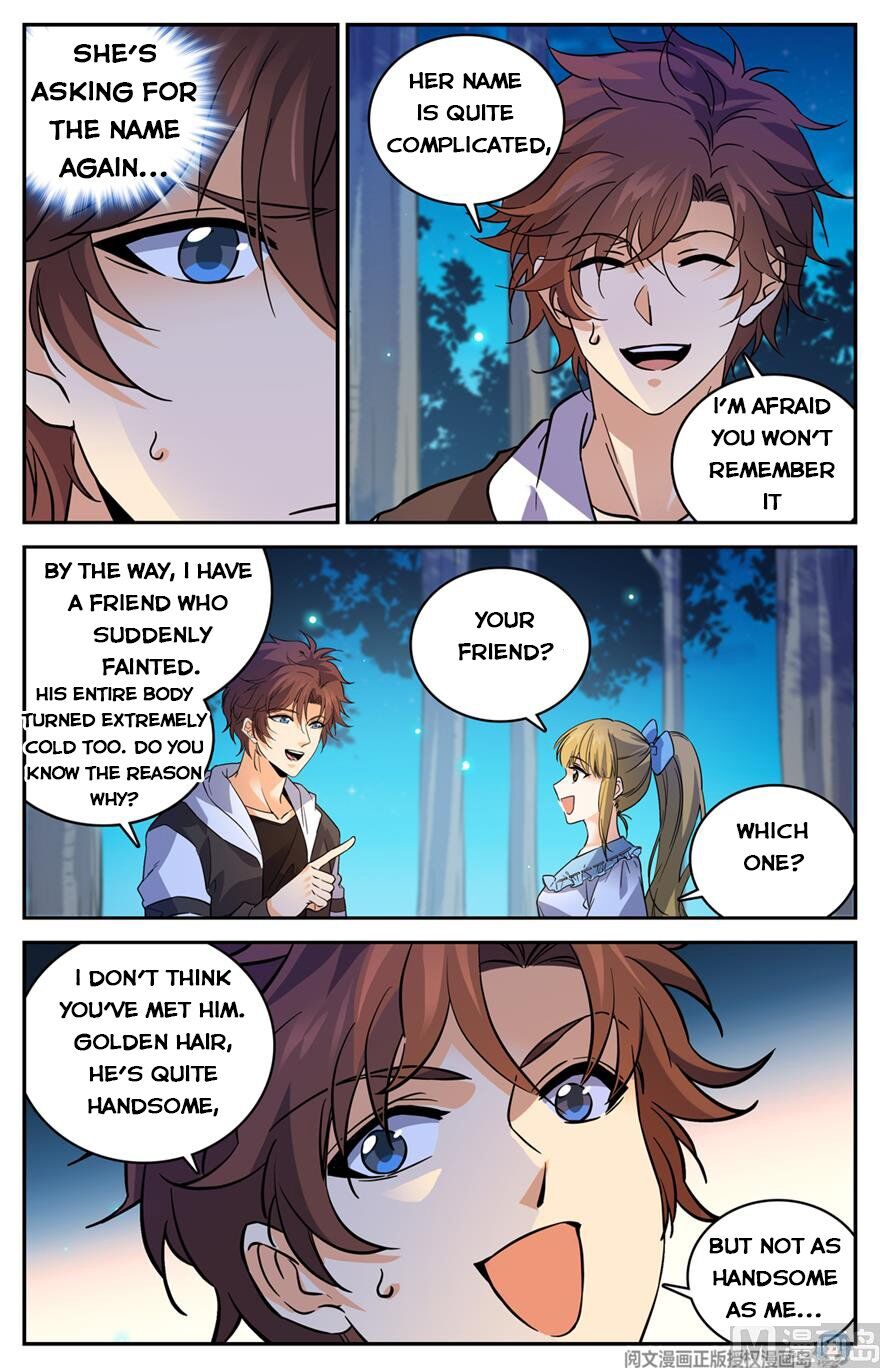 SHE'S
ASKING FOR
THE NAME
AGAIN...
HER NAME
IS QUITE
COMPLICATED,
I'M AFRAID
YOU WON'T
REMEMBER
IT
BY THE WAY, I HAVE
A FRIEND WHO
SUDDENLY
FAINTED.
HIS ENTIRE BODY
TURNED EXTREMELY
COLD TOO. DO YOU
KNOW THE REASON
WHY?
YOUR
FRIEND?
WHICH
ONE?
I DON'T THINK
YOU'VE MET HIM.
GOLDEN HAIR,
HE'S QUITE
HANDSOME,
BUT NOT AS
HANDSOME
AS ME...
漫画岛
阅文漫画正版授权漫画岛